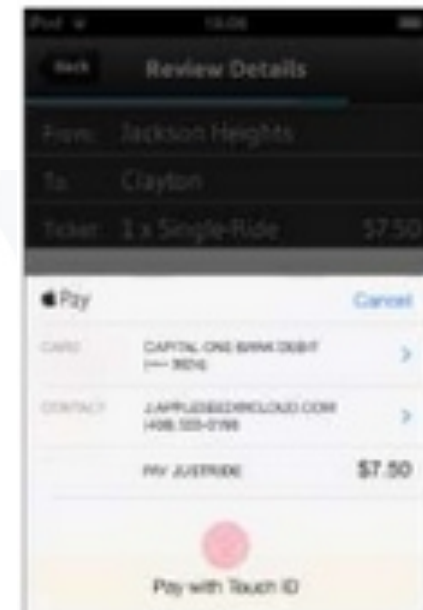 iPod
Back
Review Details
From: Jackson Heights
To: Clayton
Ticket: 1 x Single-Ride $7.50
Pay
Cancel
CARD CAPITAL ONE BANK DEBIT
CONTACT
PAY JUSTRIDE $7.50
Pay with Touch ID